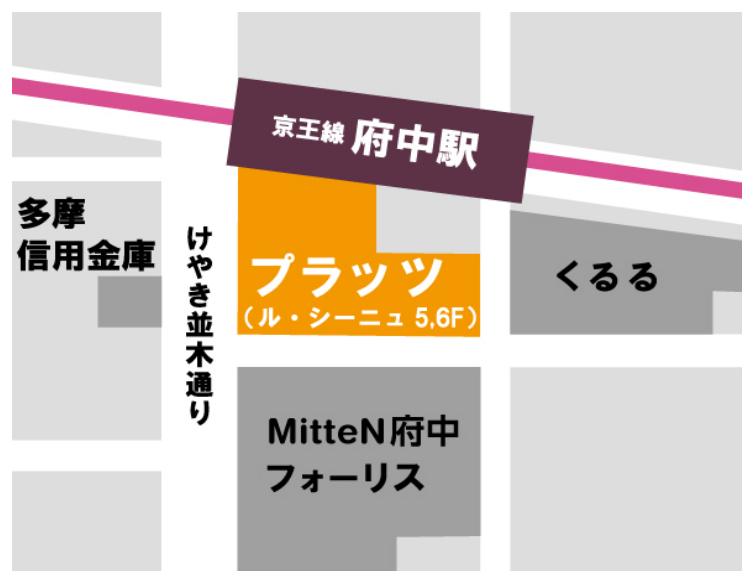 京王線 府中駅
多摩
信用金庫
けやき並木通り
プラッツ
(ル・シーニュ 5,6F)
くるる
MitteN府中
フォーリス